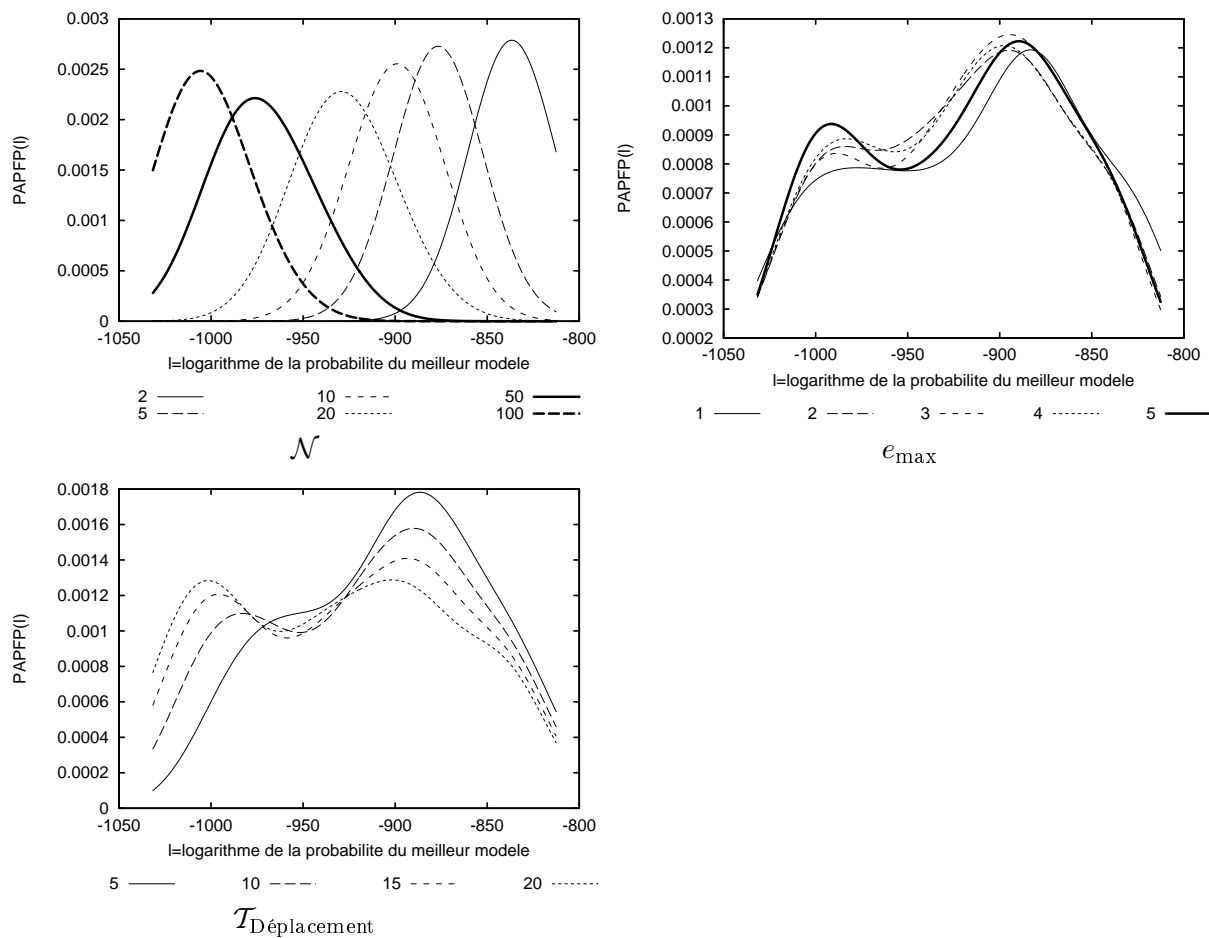 0.003
0.0025
0.002
0.0015
0.001
0.0005
0
PAPFP(l)
-1050 -1000 -950 -900 -850 -800
l=logarithme de la probabilite du meilleur modele
2 10 50
5 20 100
𝒩
0.0013
0.0012
0.0011
0.001
0.0009
0.0008
0.0007
0.0006
0.0005
0.0004
0.0003
0.0002
PAPFP(l)
-1050 -1000 -950 -900 -850 -800
l=logarithme de la probabilite du meilleur modele
1 2 3 4 5
e_max
0.0018
0.0016
0.0014
0.0012
0.001
0.0008
0.0006
0.0004
0.0002
0
PAPFP(l)
-1050 -1000 -950 -900 -850 -800
l=logarithme de la probabilite du meilleur modele
5 10 15 20
𝒯_Déplacement